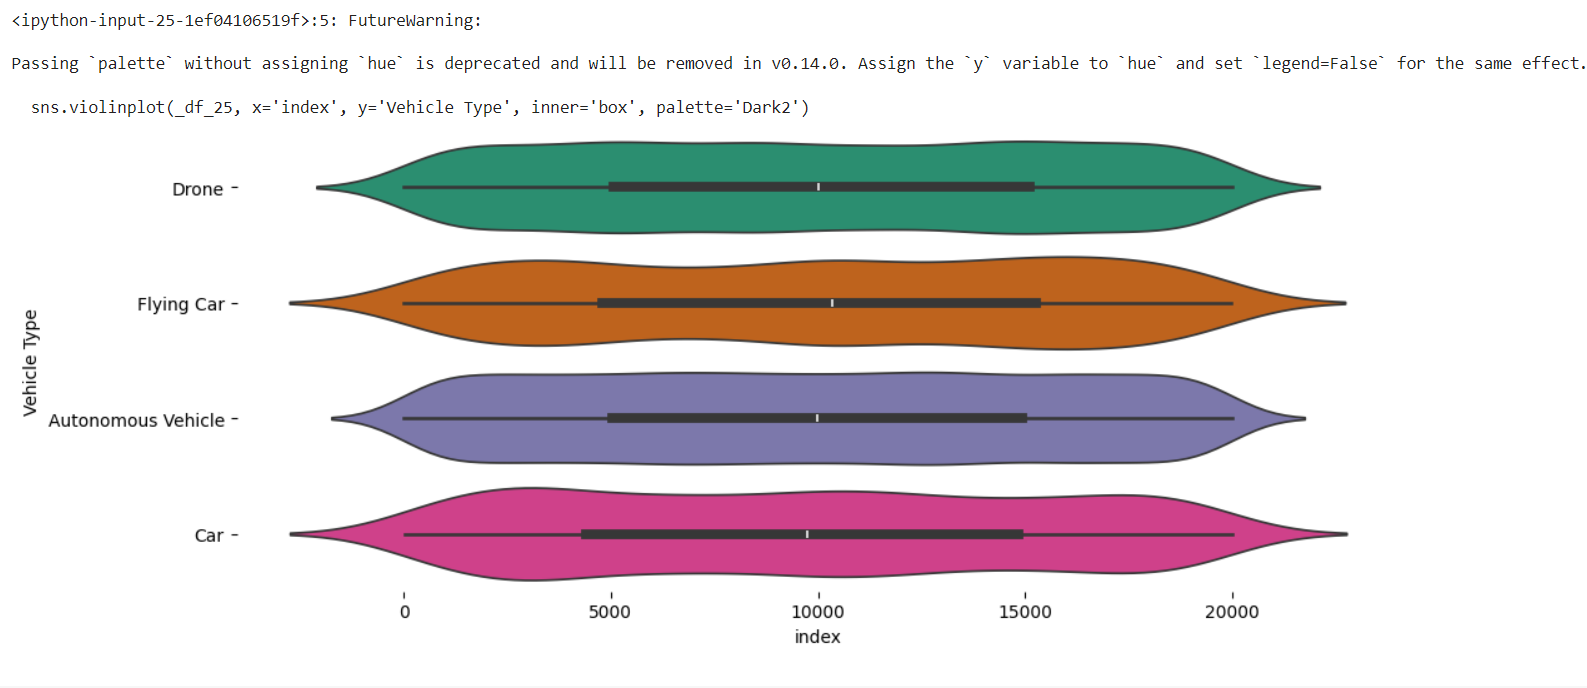 <ipython-input-25-1ef04106519f>:5: FutureWarning:
Passing `palette` without assigning `hue` is deprecated and will be removed in v0.14.0. Assign the `y` variable to `hue` and set `legend=False` for the same effect.
sns.violinplot(_df_25, x='index', y='Vehicle Type', inner='box', palette='Dark2')
Drone
Flying Car
Vehicle Type
Autonomous Vehicle
Car
0 5000 10000 15000 20000
index